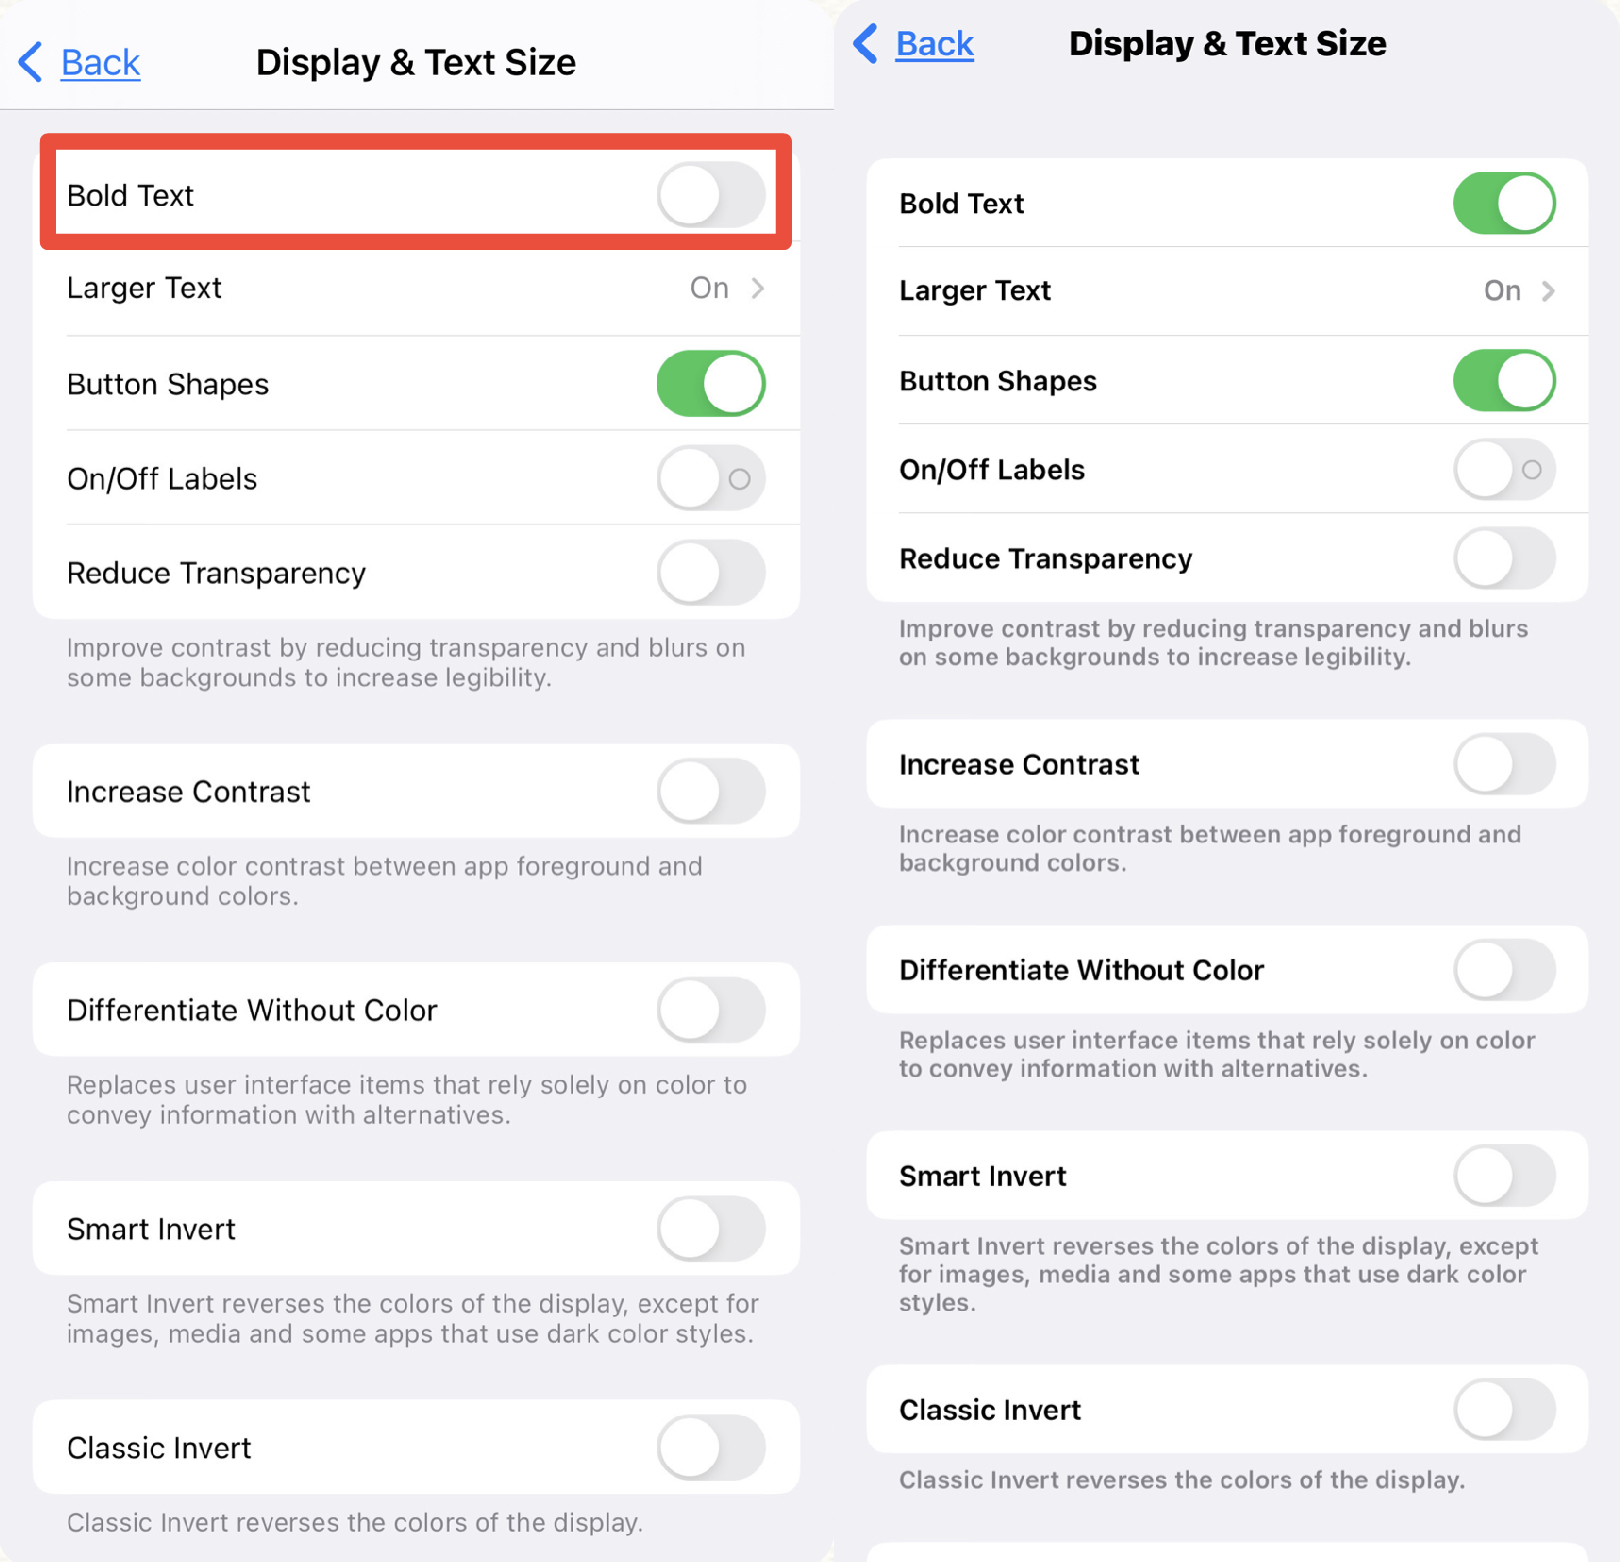 Back
Display & Text Size
Bold Text
Larger Text
On
Button Shapes
On/Off Labels
Reduce Transparency
Improve contrast by reducing transparency and blurs on
some backgrounds to increase legibility.
Increase Contrast
Increase color contrast between app foreground and
background colors.
Differentiate Without Color
Replaces user interface items that rely solely on color to
convey information with alternatives.
Smart Invert
Smart Invert reverses the colors of the display, except for
images, media and some apps that use dark color styles.
Classic Invert
Classic Invert reverses the colors of the display.
Back
Display & Text Size
Bold Text
Larger Text
On
Button Shapes
On/Off Labels
Reduce Transparency
Improve contrast by reducing transparency and blurs
on some backgrounds to increase legibility.
Increase Contrast
Increase color contrast between app foreground and
background colors.
Differentiate Without Color
Replaces user interface items that rely solely on color
to convey information with alternatives.
Smart Invert
Smart Invert reverses the colors of the display, except
for images, media and some apps that use dark color
styles.
Classic Invert
Classic Invert reverses the colors of the display.